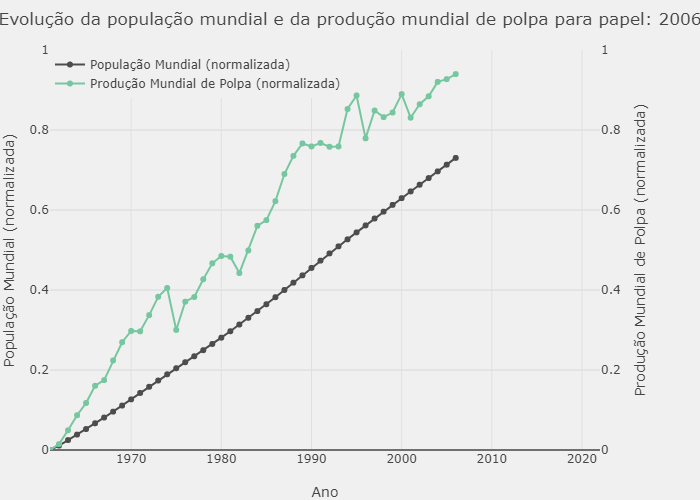 Evolução da população mundial e da produção mundial de polpa para papel: 2006
População Mundial (normalizada)
Produção Mundial de Polpa (normalizada)
1
0.8
0.6
0.4
0.2
0
População Mundial (normalizada)
1
0.8
0.6
0.4
0.2
0
Produção Mundial de Polpa (normalizada)
1970 1980 1990 2000 2010 2020
Ano